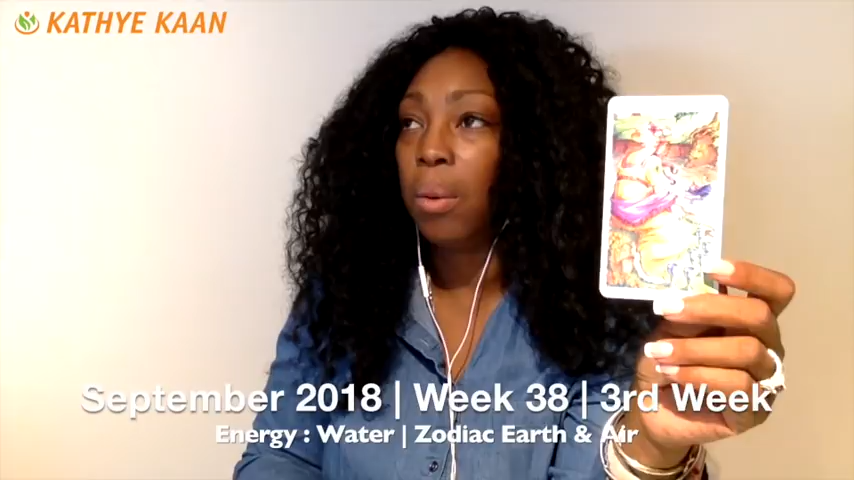 KATHYE KAAN
September 2018 | Week 38 | 3rd Week
Energy : Water | Zodiac Earth & Air